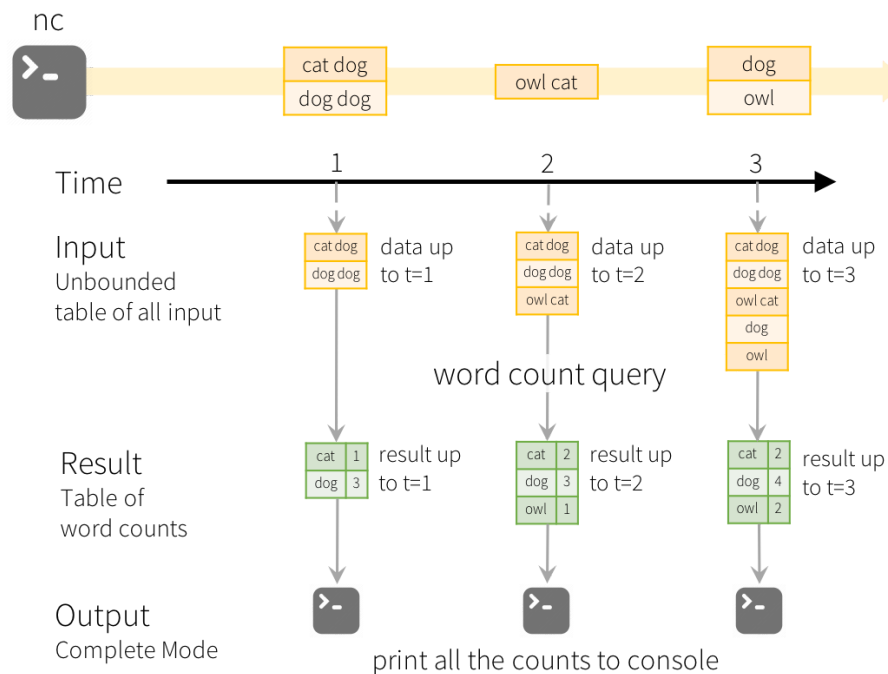 nc
cat dog
dog dog
owl cat
dog
owl
Time
1
2
3
Input
Unbounded
table of all input
cat dog
dog dog
data up
to t=1
cat dog
dog dog
owl cat
data up
to t=2
cat dog
dog dog
owl cat
dog
owl
data up
to t=3
word count query
Result
Table of
word counts
cat 1
dog 3
result up
to t=1
cat 2
dog 3
owl 1
result up
to t=2
cat 2
dog 4
owl 2
result up
to t=3
Output
Complete Mode
print all the counts to console